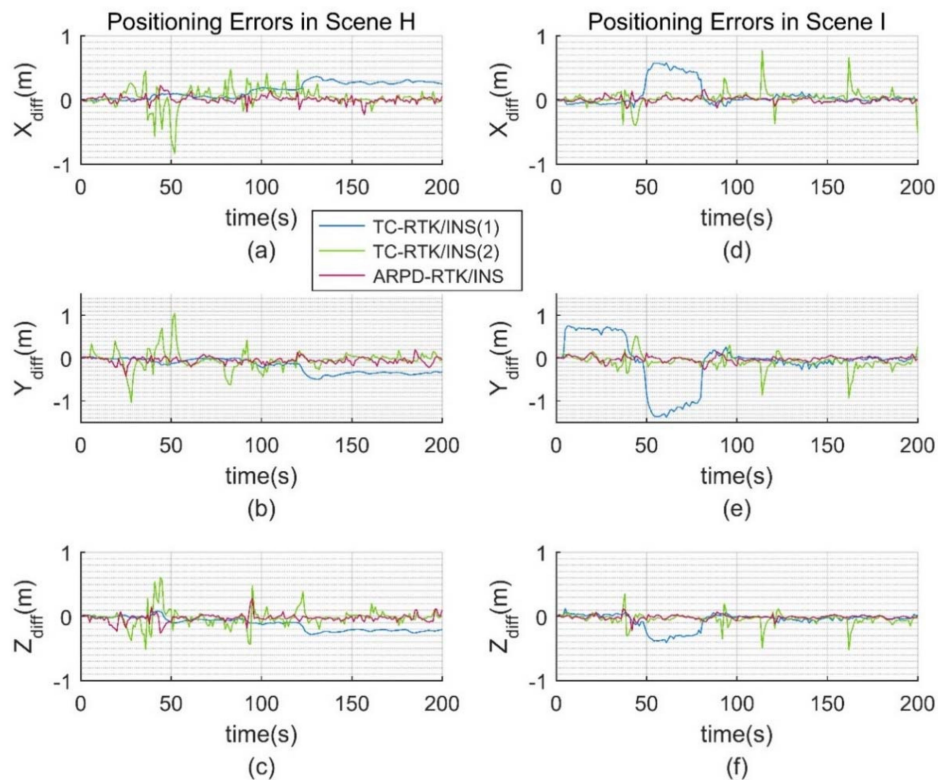 Positioning Errors in Scene H
X_diff(m)
1
0
-1
0 50 100 150 200
time(s)
(a)
Positioning Errors in Scene I
X_diff(m)
1
0
-1
0 50 100 150 200
time(s)
(d)
TC-RTK/INS(1)
TC-RTK/INS(2)
ARPD-RTK/INS
Y_diff(m)
1
0
-1
0 50 100 150 200
time(s)
(b)
Y_diff(m)
1
0
-1
0 50 100 150 200
time(s)
(e)
Z_diff(m)
1
0
-1
0 50 100 150 200
time(s)
(c)
Z_diff(m)
1
0
-1
0 50 100 150 200
time(s)
(f)